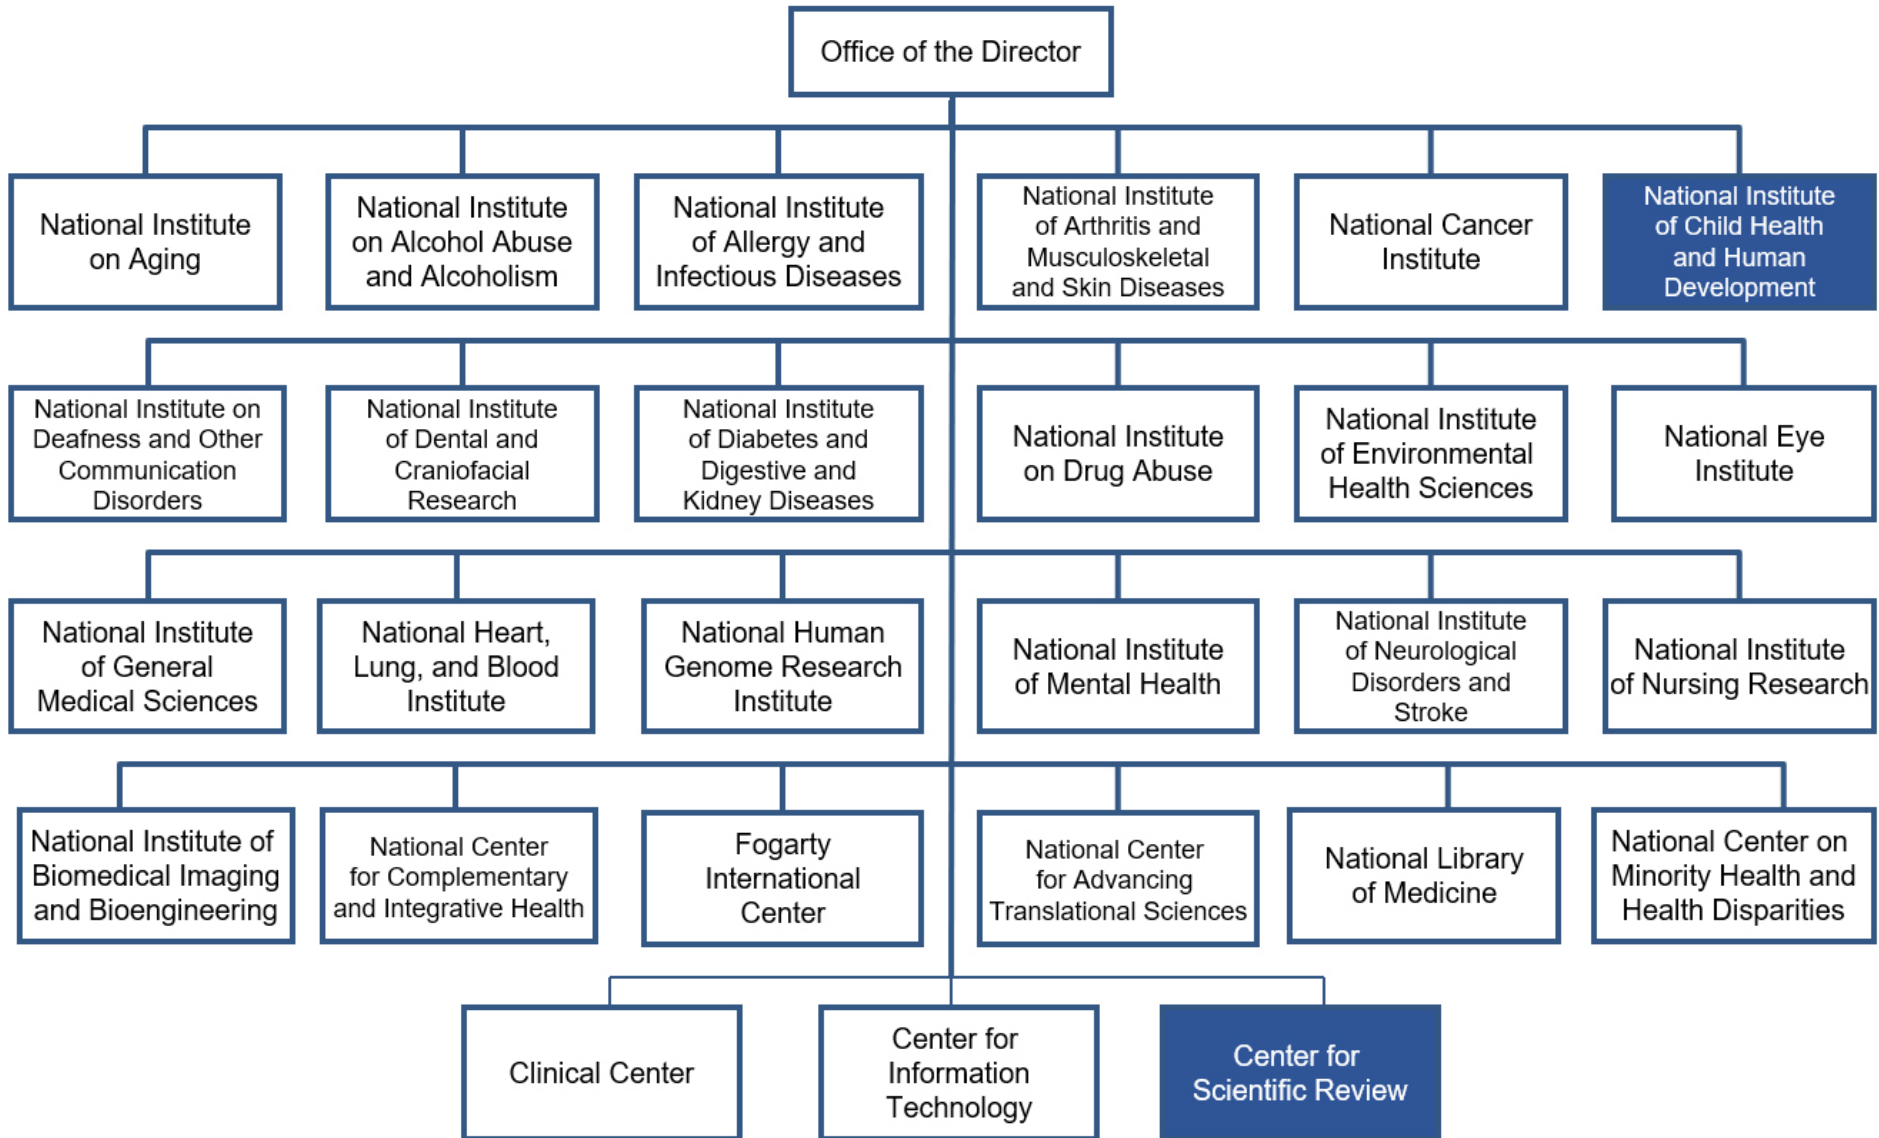 Office of the Director
National Institute
on Aging
National Institute
on Alcohol Abuse
and Alcoholism
National Institute
of Allergy and
Infectious Diseases
National Institute
of Arthritis and
Musculoskeletal
and Skin Diseases
National Cancer
Institute
National Institute
of Child Health
and Human
Development
National Institute on
Deafness and Other
Communication
Disorders
National Institute
of Dental and
Craniofacial
Research
National Institute
of Diabetes and
Digestive and
Kidney Diseases
National Institute
on Drug Abuse
National Institute
of Environmental
Health Sciences
National Eye
Institute
National Institute
of General
Medical Sciences
National Heart,
Lung, and Blood
Institute
National Human
Genome Research
Institute
National Institute
of Mental Health
National Institute
of Neurological
Disorders and
Stroke
National Institute
of Nursing Research
National Institute of
Biomedical Imaging
and Bioengineering
National Center
for Complementary
and Integrative Health
Fogarty
International
Center
National Center
for Advancing
Translational Sciences
National Library
of Medicine
National Center on
Minority Health and
Health Disparities
Clinical Center
Center for
Information
Technology
Center for
Scientific Review